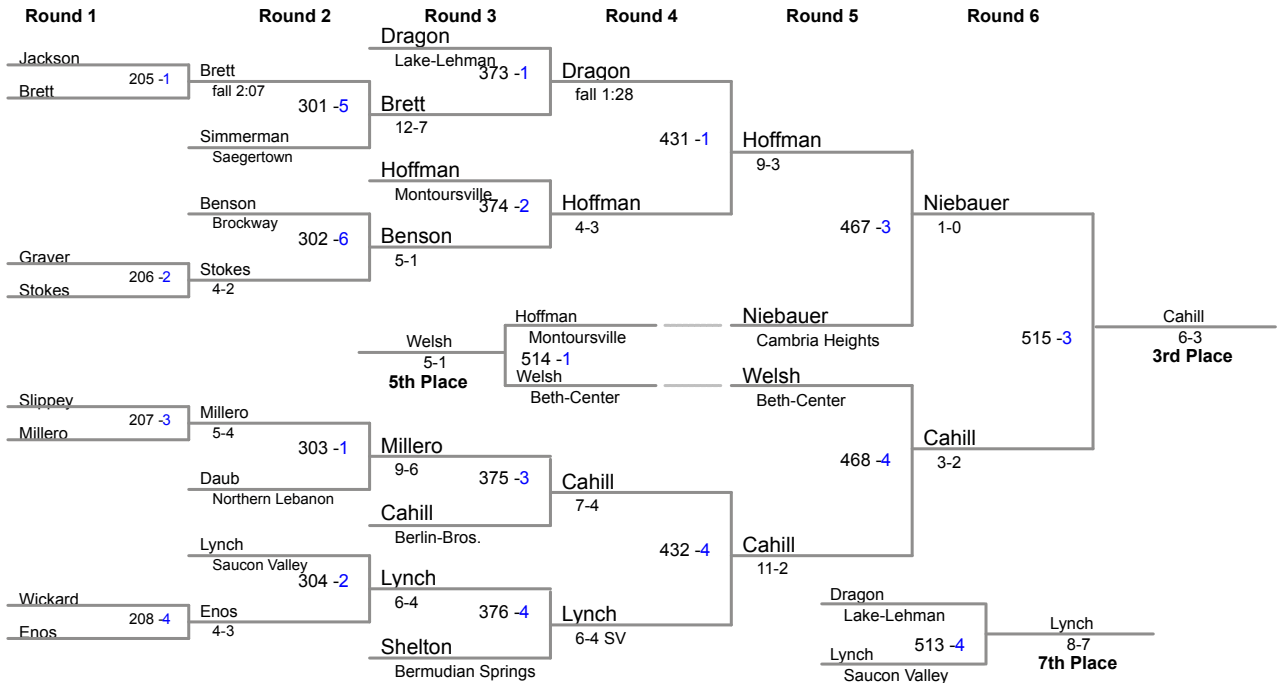 Round 1 Round 2 Round 3 Round 4 Round 5 Round 6
Dragon
Lake-Lehman
373 -1
Jackson
205 -1
Brett
Brett
fall 2:07
301 -5
Dragon
fall 1:28
Brett
12-7
Simmerman
Saegertown
431 -1
Hoffman
9-3
Hoffman
Montoursville
374 -2
Benson
Brockway
302 -6
Hoffman
4-3
Niebauer
1-0
467 -3
Benson
5-1
Graver
206 -2
Stokes
Stokes
4-2
Hoffman
Montoursville
Niebauer
Cambria Heights
Welsh
5-1
5th Place
514 -1
515 -3
Cahill
6-3
3rd Place
Welsh
Beth-Center
Welsh
Beth-Center
Slippey
207 -3
Millero
Millero
5-4
303 -1
Millero
9-6
375 -3
Cahill
3-2
468 -4
Daub
Northern Lebanon
Cahill
7-4
Cahill
Berlin-Bros.
Lynch
Saucon Valley
304 -2
432 -4
Cahill
11-2
Lynch
6-4
376 -4
Wickard
208 -4
Enos
Enos
4-3
Lynch
6-4 SV
Shelton
Bermudian Springs
Dragon
Lake-Lehman
513 -4
Lynch
Saucon Valley
Lynch
8-7
7th Place